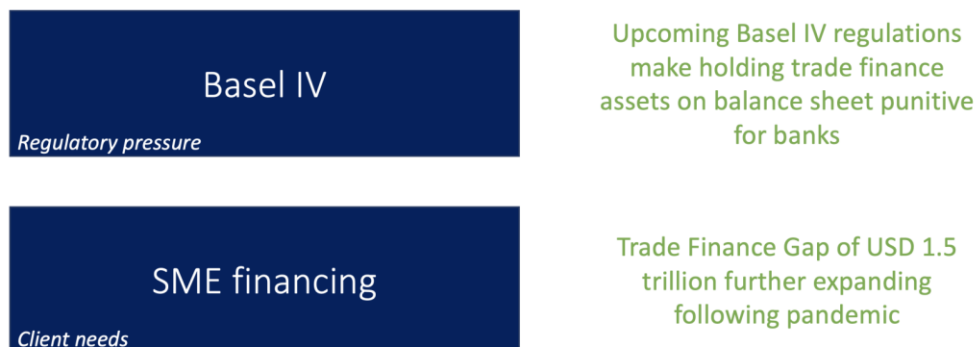 Basel IV
Regulatory pressure
Upcoming Basel IV regulations
make holding trade finance
assets on balance sheet punitive
for banks
SME financing
Client needs
Trade Finance Gap of USD 1.5
trillion further expanding
following pandemic